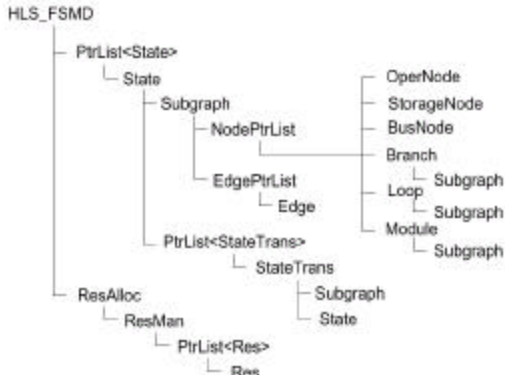 HLS_FSMD
PtrList<State>
State
Subgraph
NodePtrList
OperNode
StorageNode
BusNode
Branch
Subgraph
Loop
Subgraph
Module
Subgraph
EdgePtrList
Edge
PtrList<StateTrans>
StateTrans
Subgraph
State
ResAlloc
ResMan
PtrList<Res>
Res